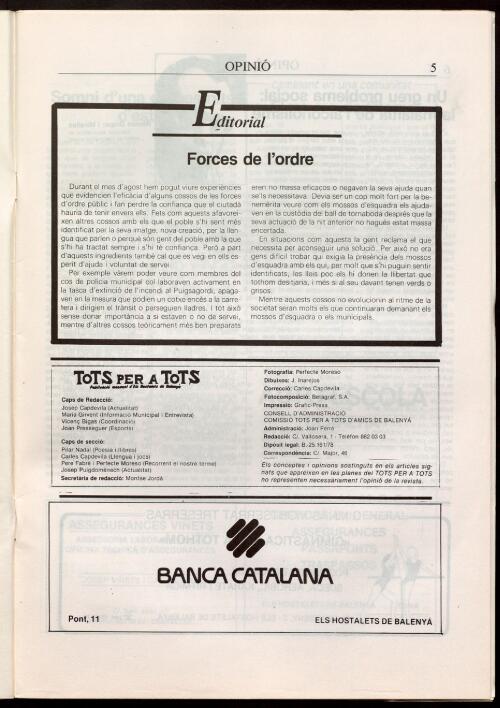 OPINIÓ 5
Editorial
Forces de l'ordre
Durant el mes d'agost hem pogut viure experiències
que evidencien l'eficàcia d'alguns cossos de les forces
d'ordre públic i fan perdre la confiança que el ciutadà
hauria de tenir envers ells. Fets com aquests afavorei-
xen altres cossos amb els que el poble s'hi sent més
identificat per la seva imatge, nova creació, per la llen-
gua que parlen o perquè són gent del poble amb la que
s'hi ha tractat sempre i s'hi té confiança. Però a part
d'aquests ingredients també cal que es vegi en ells es-
perit d'ajuda i voluntat de servei.
Per exemple vàrem poder veure com membres del
cos de policia municipal col·laboraven activament en
la tasca d'extinció de l'incendi al Puigsagordi, apaga-
ven en la mesura que podien un cotxe encès a la carre-
tera i dirigien el trànsit o perseguien lladres. I tot això
sense donar importància a si estaven o no de servei,
mentre d'altres cossos teòricament més ben preparats
eren no massa eficaços o negaven la seva ajuda quan
se'ls necessitava. Devia ser un cop molt fort per la be-
nemèrita veure com els mossos d'esquadra els ajuda-
ven en la custòdia del ball de tornaboda després que la
seva actuació de la nit anterior no hagués estat massa
encertada.
En situacions com aquesta la gent reclama el que
necessita per aconseguir una solució. Per això no era
gens difícil trobar qui exigia la presència dels mossos
d'esquadra amb els qui, per molt que s'hi puguin sentir
identificats, les lleis poc els hi donen la llibertat que
tothom desitjaria, i més si al seu davant tenen verds o
grisos.
Mentre aquests cossos no evolucionin al ritme de la
societat seran molts els que continuaran demanant els
mossos d'esquadra o els municipals.
TOTS PER A TOTS
Publicació mensual d'Els Hostalets de Balenyà
Caps de Redacció:
Josep Capdevila (Actualitat)
Maria Girvent (Informació Municipal i Entrevista)
Vicenç Bigas (Coordinació)
Joan Presseguer (Esports)
Caps de secció:
Pilar Nadal (Poesia i llibres)
Carles Capdevila (Llengua i jocs)
Pere Fabré i Perfecte Moreso (Recorrent el nostre terme)
Josep Puigdomènech (Actualitat)
Secretària de redacció: Montse Jordà
Fotografia: Perfecte Moreso
Dibuixos: J. Inarejos
Correcció: Carles Capdevila
Fotocomposició: Belagraf, S.A.
Impressió: Gràfic-Press
CONSELL D'ADMINISTRACIÓ
COMISSIÓ TOTS PER A TOTS D'AMICS DE BALENYÀ
Administració: Joan Ferré
Redacció: C/. Vallosera, 1 - Telèfon 882 03 03
Dipòsit legal: B. 25.161/78
Correspondència: C/. Major, 46
Els conceptes i opinions sostinguts en els articles sig-
nats que apareixen en les planes del TOTS PER A TOTS
no representen necessàriament l'opinió de la revista.
BANCA CATALANA
Pont, 11 ELS HOSTALETS DE BALENYÁ